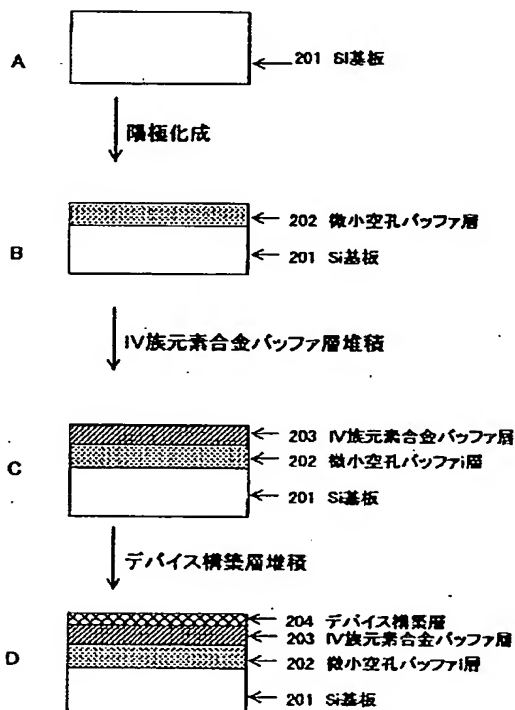 A
201 Si基板
陽極化成
202 微小空孔バッファ層
B
201 Si基板
IV族元素合金バッファ層堆積
203 IV族元素合金バッファ層
C
202 微小空孔バッファi層
201 Si基板
デバイス構築層堆積
204 デバイス構築層
203 IV族元素合金バッファ層
D
202 微小空孔バッファi層
201 Si基板